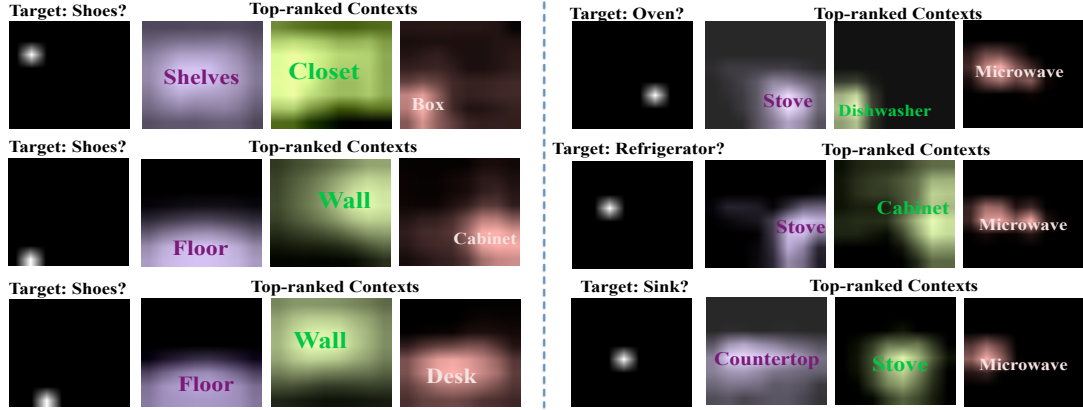 Target: Shoes?
Top-ranked Contexts
Shelves
Closet
Box
Target: Shoes?
Top-ranked Contexts
Floor
Wall
Cabinet
Target: Shoes?
Top-ranked Contexts
Floor
Wall
Desk
Target: Oven?
Top-ranked Contexts
Stove
Dishwasher
Microwave
Target: Refrigerator?
Top-ranked Contexts
Stove
Cabinet
Microwave
Target: Sink?
Top-ranked Contexts
Countertop
Stove
Microwave